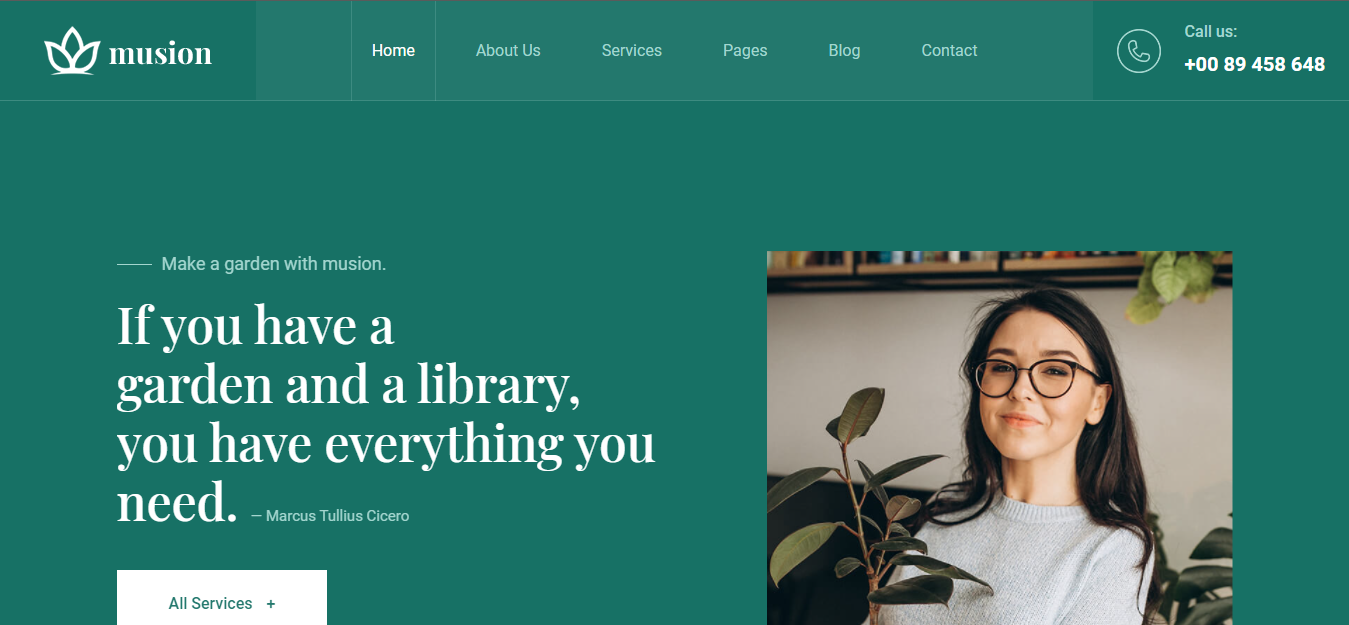 musion
Home
About Us
Services
Pages
Blog
Contact
Call us:
+00 89 458 648
Make a garden with musion.
If you have a
garden and a library,
you have everything you
need. — Marcus Tullius Cicero
All Services +